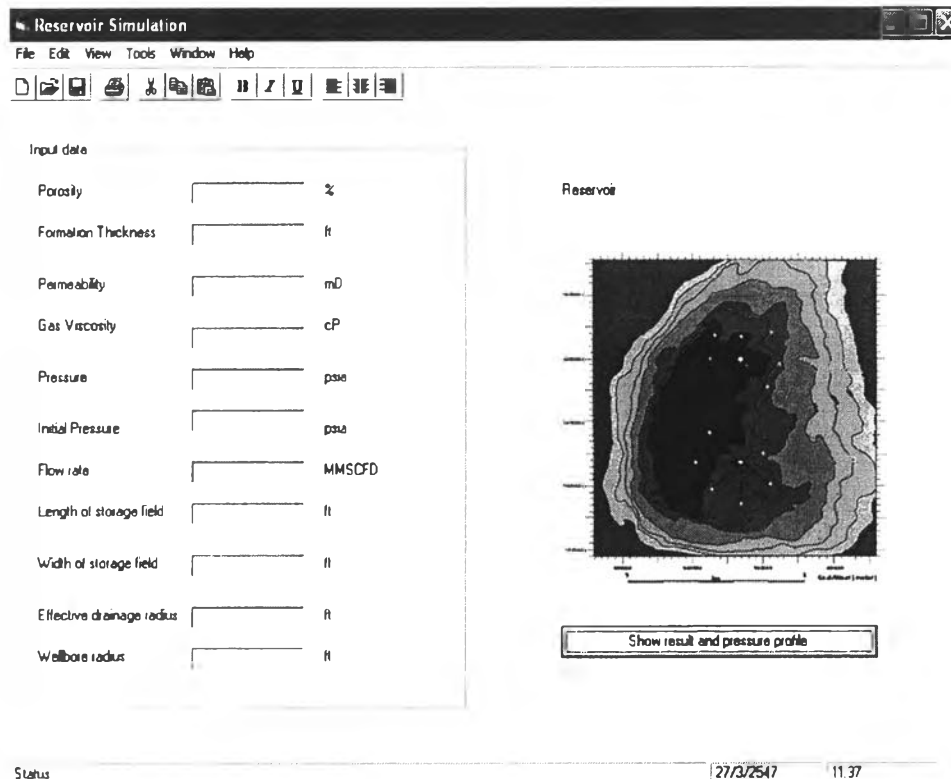 Reservoir Simulation
File Edit View Tools Window Help
B I U
Input data
Porosity %
Formation Thickness ft
Permeability mD
Gas Viscosity cP
Pressure psia
Initial Pressure psia
Flow rate MMSCFD
Length of storage field ft
Width of storage field ft
Effective drainage radius ft
Wellbore radius ft
Reservoir
Show result and pressure profile
Status 27/3/2547 11:37